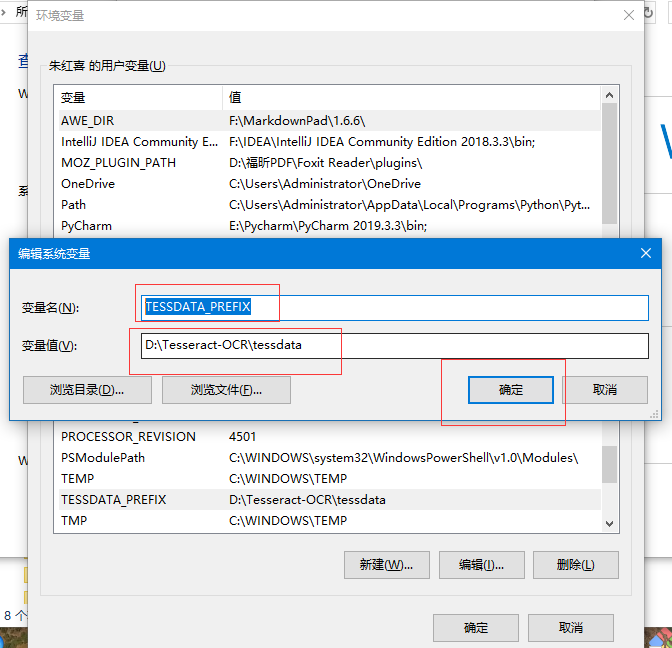 所
环境变量
朱红喜 的用户变量(U)
变量 值
AWE_DIR F:\MarkdownPad\1.6.6\
IntelliJ IDEA Community E... F:\IDEA\IntelliJ IDEA Community Edition 2018.3.3\bin;
MOZ_PLUGIN_PATH D:\福昕PDF\Foxit Reader\plugins\
OneDrive C:\Users\Administrator\OneDrive
Path C:\Users\Administrator\AppData\Local\Programs\Python\Pyt...
PyCharm E:\Pycharm\PyCharm 2019.3.3\bin;
编辑系统变量
变量名(N): TESSDATA_PREFIX
变量值(V): D:\Tesseract-OCR\tessdata
浏览目录(D)... 浏览文件(F)... 确定 取消
PROCESSOR_REVISION 4501
PSModulePath C:\WINDOWS\system32\WindowsPowerShell\v1.0\Modules\
TEMP C:\WINDOWS\TEMP
TESSDATA_PREFIX D:\Tesseract-OCR\tessdata
TMP C:\WINDOWS\TEMP
新建(W)... 编辑(I)... 删除(L)
8 个
确定 取消